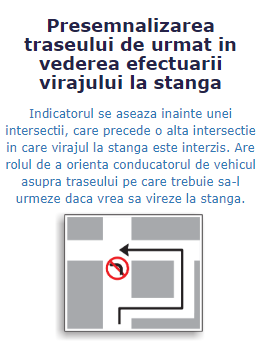 Presemnalizarea
traseului de urmat in
vederea efectuarii
virajului la stanga
Indicatorul se aseaza inainte unei
intersectii, care precede o alta intersectie
in care virajul la stanga este interzis. Are
rolul de a orienta conducatorul de vehicul
asupra traseului pe care trebuie sa-l
urmeze daca vrea sa vireze la stanga.